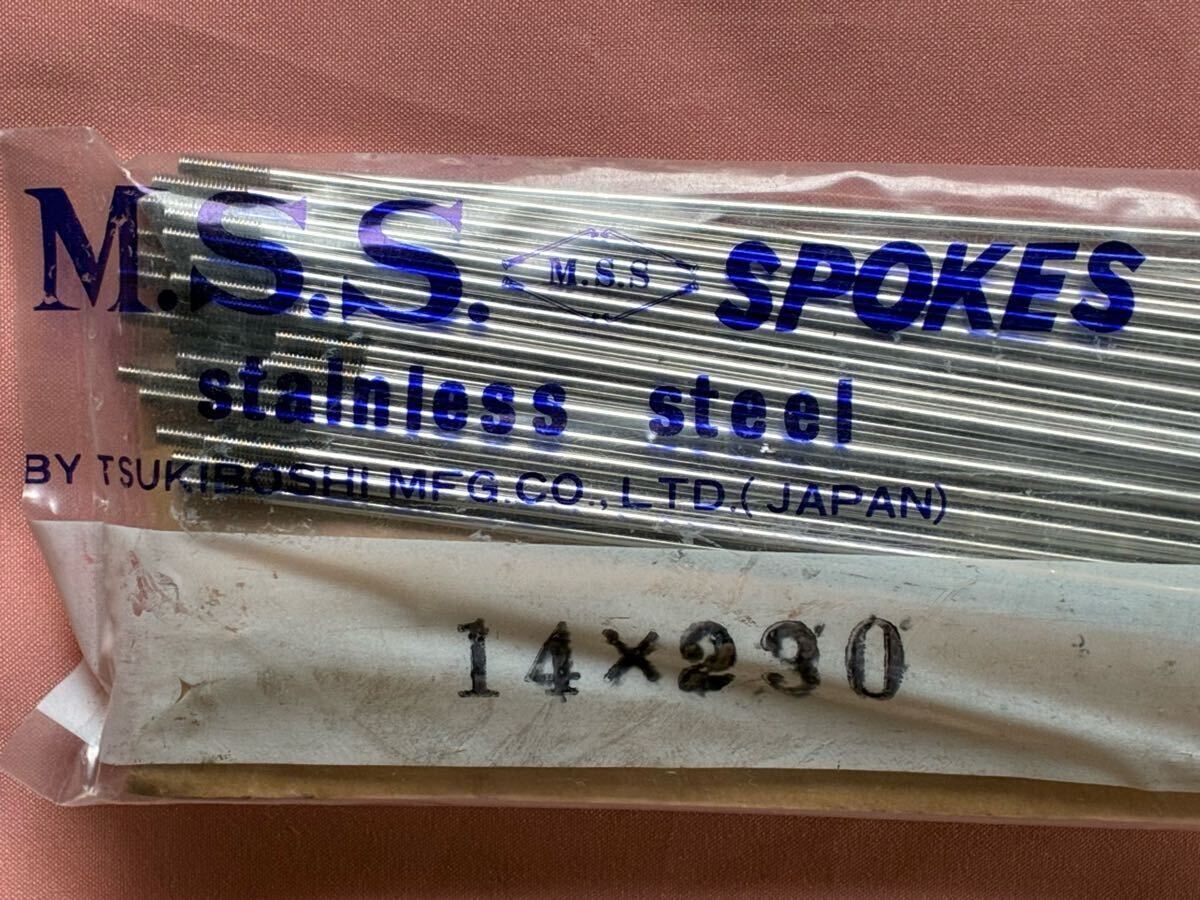 M.S.S. M.S.S SPOKES
stainless steel
BY TSUKIBOSHI MFG.CO.,LTD.(JAPAN)
14×230